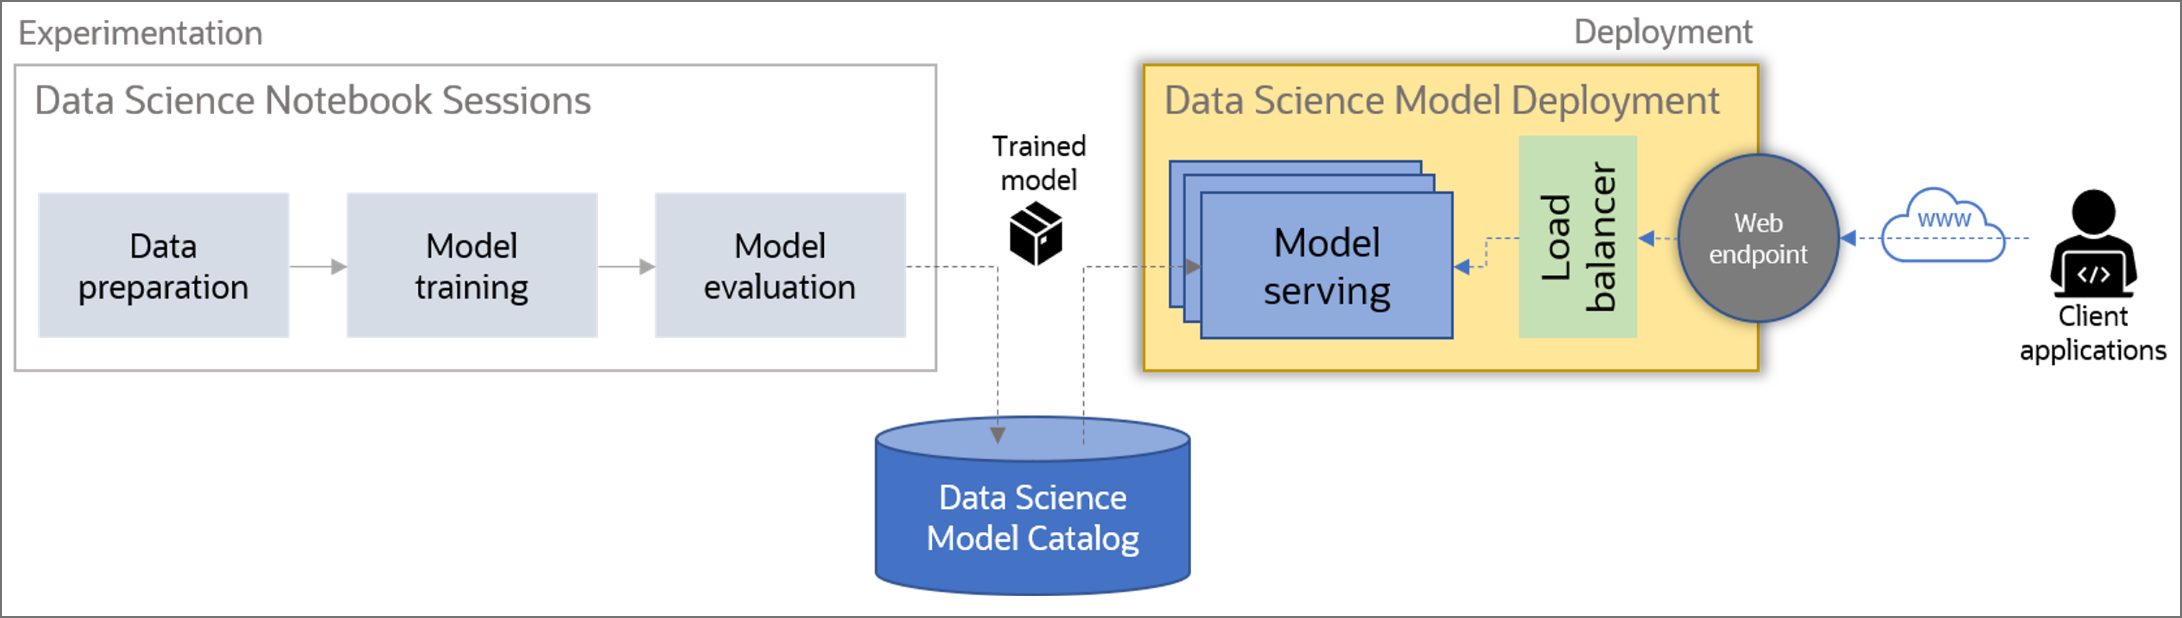 Experimentation
Deployment
Data Science Notebook Sessions
Data
preparation
Model
training
Model
evaluation
Trained
model
Data Science Model Deployment
Model
serving
Load
balancer
Web
endpoint
www
</>
Client
applications
Data Science
Model Catalog